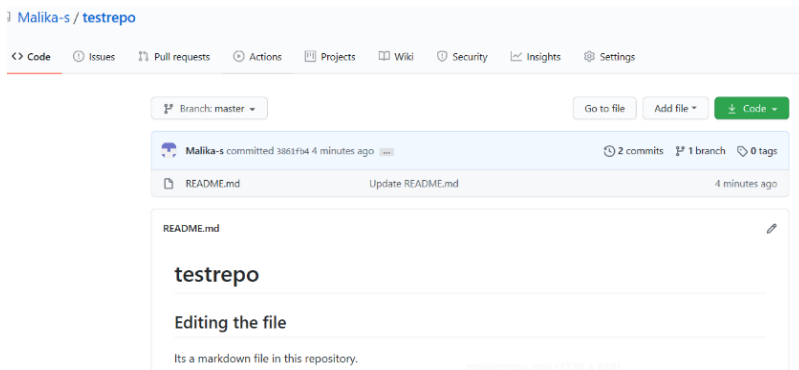 Malika-s / testrepo
<> Code Issues Pull requests Actions Projects Wiki Security Insights Settings
Branch: master Go to file Add file Code
Malika-s committed 3861fb4 4 minutes ago ... 2 commits 1 branch 0 tags
README.md Update README.md 4 minutes ago
README.md
testrepo
Editing the file
Its a markdown file in this repository.